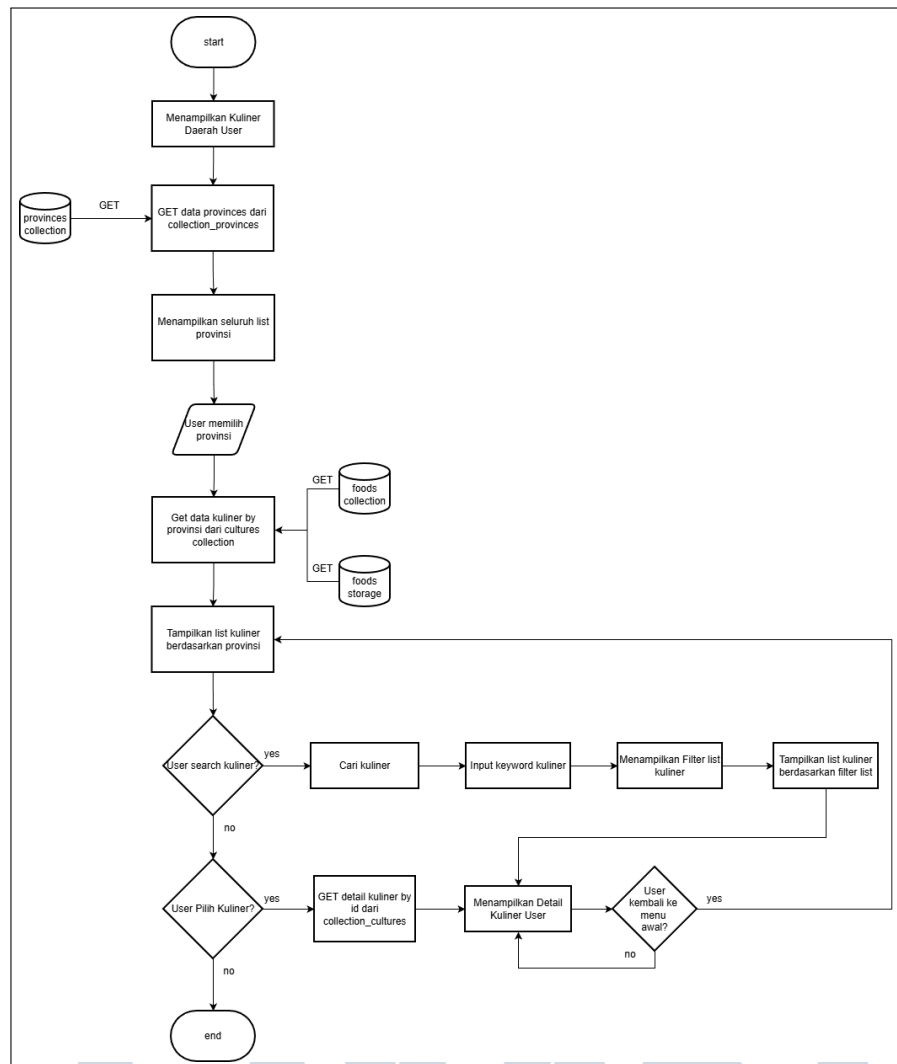 start
Menampilkan Kuliner
Daerah User
provinces
collection
GET
GET data provinces dari
collection_provinces
Menampilkan seluruh list
provinsi
User memilih
provinsi
Get data kuliner by
provinsi dari cultures
collection
GET
foods
collection
GET
foods
storage
Tampilkan list kuliner
berdasarkan provinsi
User search kuliner?
yes
Cari kuliner
Input keyword kuliner
Menampilkan Filter list
kuliner
Tampilkan list kuliner
berdasarkan filter list
no
User Pilih Kuliner?
yes
GET detail kuliner by
id dari
collection_cultures
Menampilkan Detail
Kuliner User
User
kembali ke
menu
awal?
yes
no
no
end